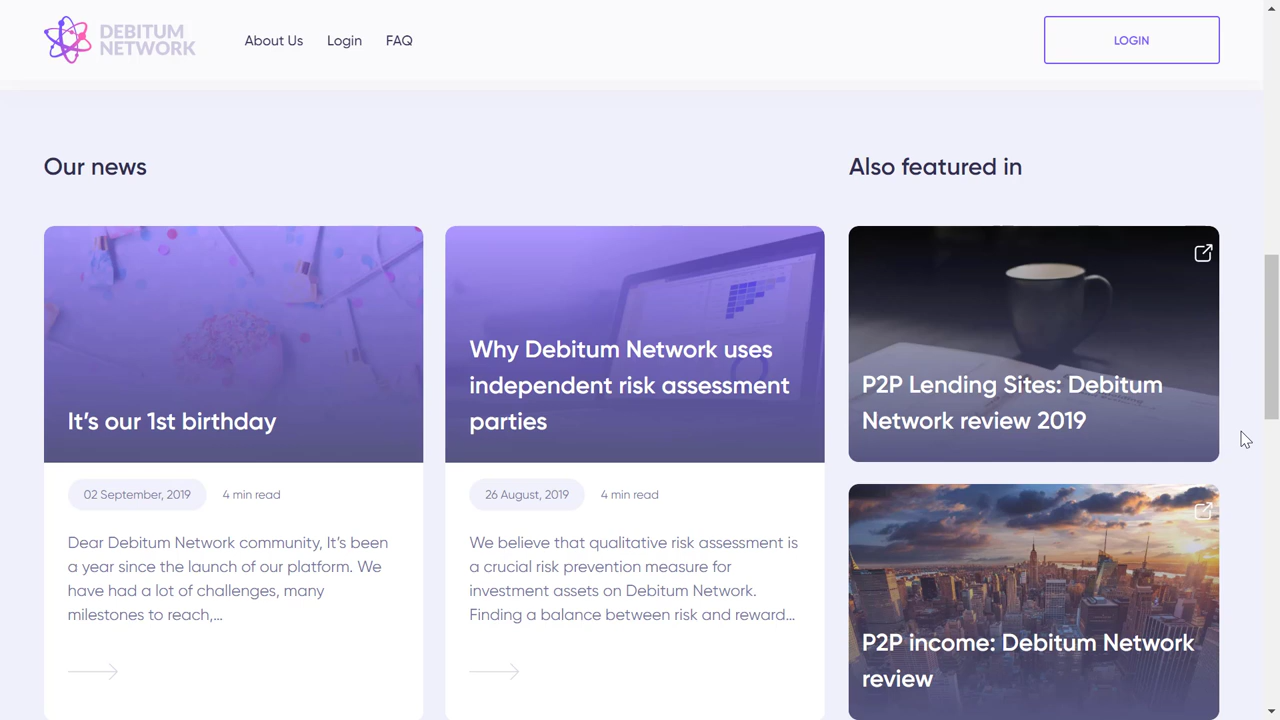 DEBITUM
NETWORK
About Us
Login
FAQ
LOGIN
Our news
Also featured in
It’s our 1st birthday
02 September, 2019
4 min read
Dear Debitum Network community, It’s been
a year since the launch of our platform. We
have had a lot of challenges, many
milestones to reach,...
Why Debitum Network uses
independent risk assessment
parties
26 August, 2019
4 min read
We believe that qualitative risk assessment is
a crucial risk prevention measure for
investment assets on Debitum Network.
Finding a balance between risk and reward...
P2P Lending Sites: Debitum
Network review 2019
P2P income: Debitum Network
review